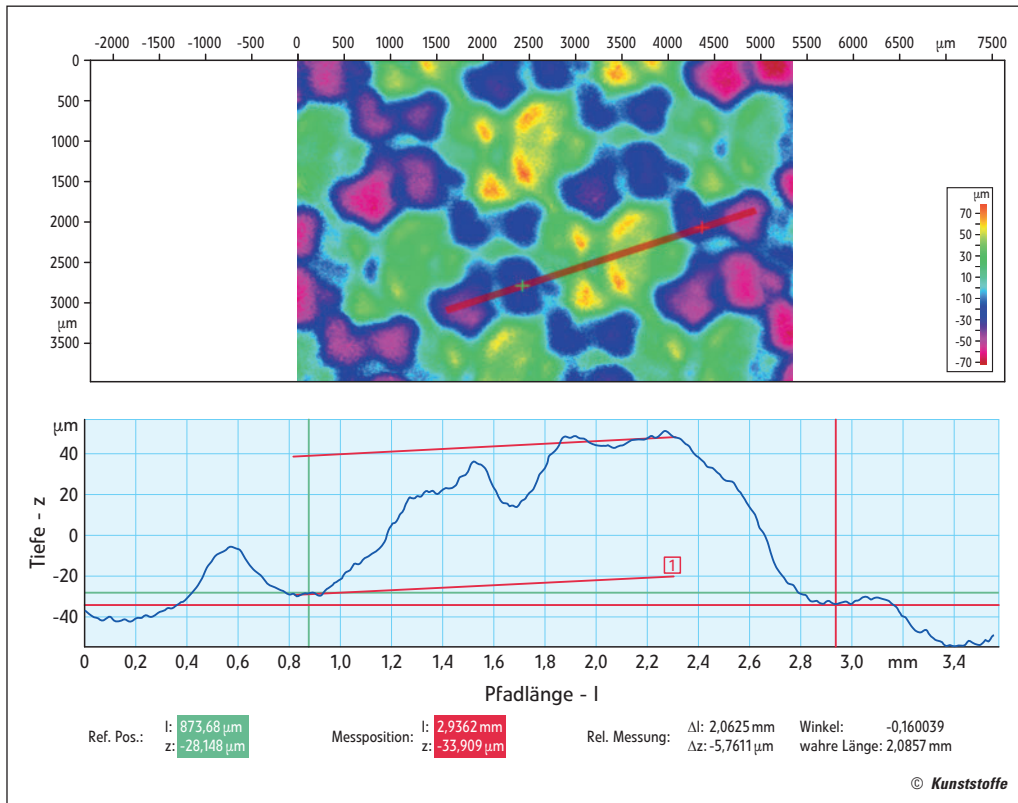 -2000 -1500 -1000 -500 0 500 1000 1500 2000 2500 3000 3500 4000 4500 5000 5500 6000 6500 µm 7500
0
500
1000
1500
2000
2500
3000
µm
3500
µm
70
50
30
10
-10
-30
-50
-70
µm
40
20
0
-20
-40
Tiefe - z
1
0 0,2 0,4 0,6 0,8 1,0 1,2 1,4 1,6 1,8 2,0 2,2 2,4 2,6 2,8 3,0 mm 3,4
Pfadlänge - l
Ref. Pos.: l: 873,68 µm
z: -28,148 µm
Messposition: l: 2,9362 mm
z: -33,909 µm
Rel. Messung: Δl: 2,0625 mm
Δz: -5,7611 µm
Winkel: -0,160039
wahre Länge: 2,0857 mm
© Kunststoffe